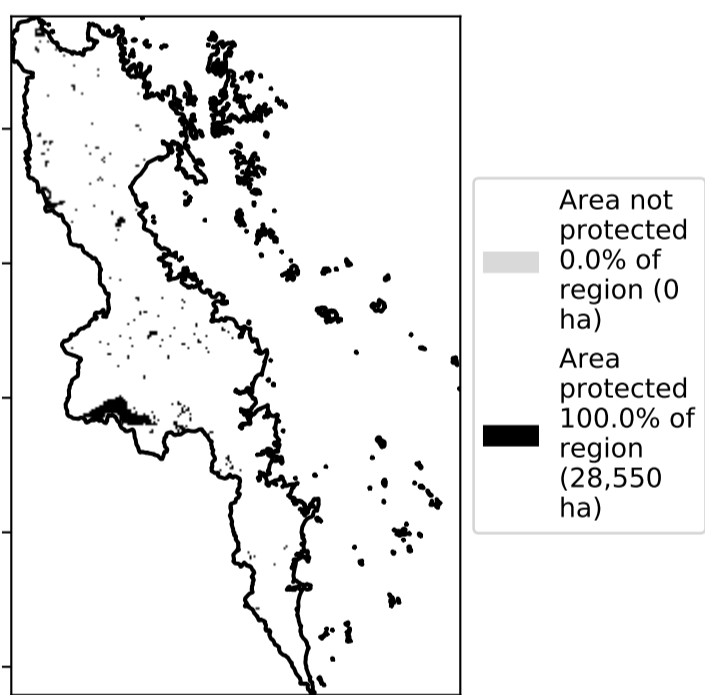 Area not
protected
0.0% of
region (0
ha)
Area
protected
100.0% of
region
(28,550
ha)